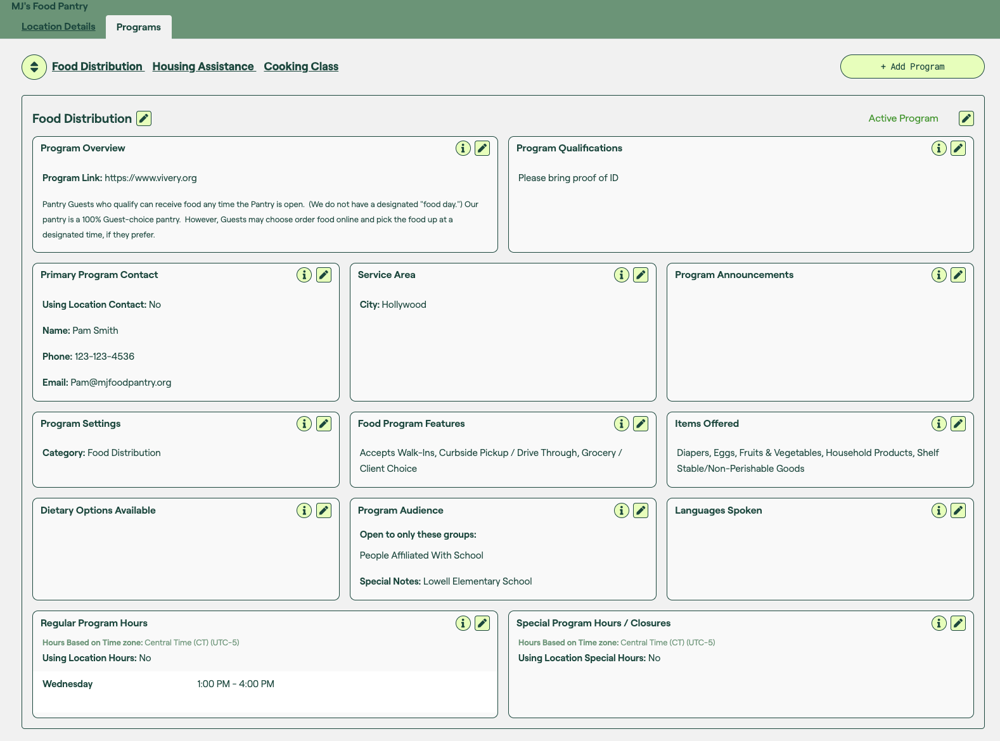 MJ's Food Pantry
Location Details
Programs
Food Distribution
Housing Assistance
Cooking Class
+ Add Program
Food Distribution
Active Program
Program Overview
Program Link: https://www.vivery.org
Pantry Guests who qualify can receive food any time the Pantry is open.  (We do not have a designated "food day.") Our
pantry is a 100% Guest-choice pantry.  However, Guests may choose order food online and pick the food up at a
designated time, if they prefer.
Program Qualifications
Please bring proof of ID
Primary Program Contact
Using Location Contact: No
Name: Pam Smith
Phone: 123-123-4536
Email: Pam@mjfoodpantry.org
Service Area
City: Hollywood
Program Announcements
Program Settings
Category: Food Distribution
Food Program Features
Accepts Walk-Ins, Curbside Pickup / Drive Through, Grocery /
Client Choice
Items Offered
Diapers, Eggs, Fruits & Vegetables, Household Products, Shelf
Stable/Non-Perishable Goods
Dietary Options Available
Program Audience
Open to only these groups:
People Affiliated With School
Special Notes: Lowell Elementary School
Languages Spoken
Regular Program Hours
Hours Based on Time zone: Central Time (CT) (UTC-5)
Using Location Hours: No
Wednesday 1:00 PM - 4:00 PM
Special Program Hours / Closures
Hours Based on Time zone: Central Time (CT) (UTC-5)
Using Location Special Hours: No